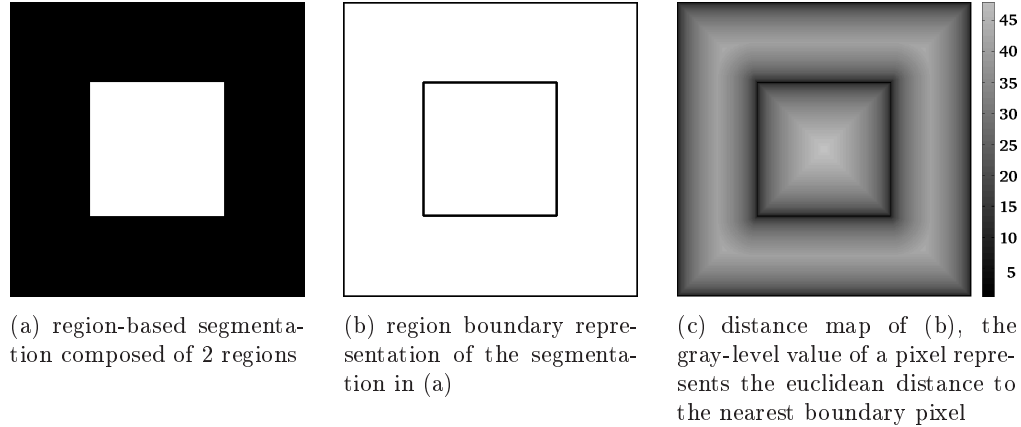 45
40
35
30
25
20
15
10
5
(a) region-based segmenta-
tion composed of 2 regions
(b) region boundary repre-
sentation of the segmenta-
tion in (a)
(c) distance map of (b), the
gray-level value of a pixel repre-
sents the euclidean distance to
the nearest boundary pixel